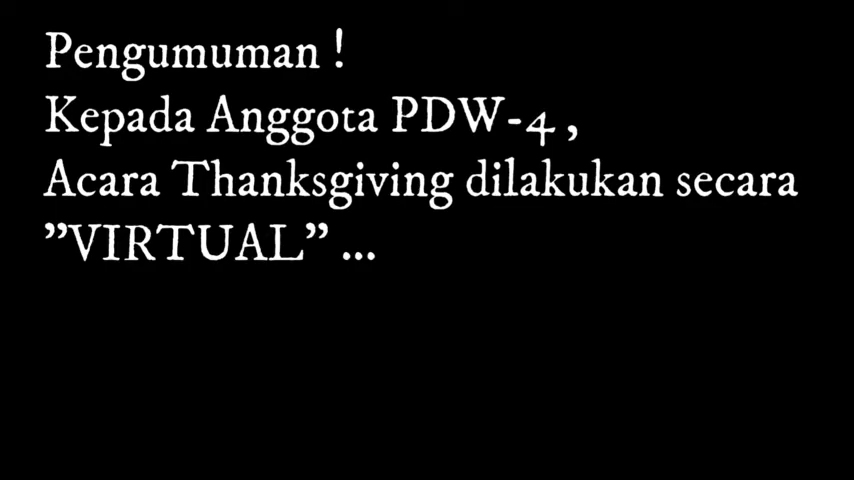 Pengumuman !
Kepada Anggota PDW-4 ,
Acara Thanksgiving dilakukan secara
”VIRTUAL” ...